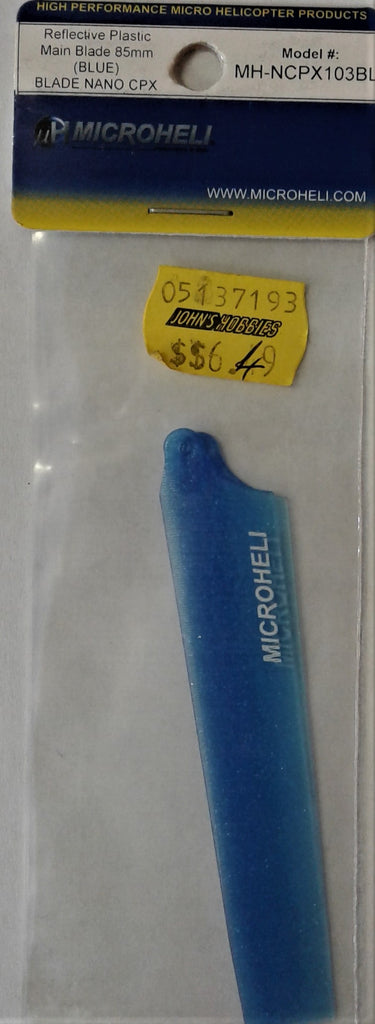 HIGH PERFORMANCE MICRO HELICOPTER PRODUCTS
Reflective Plastic
Main Blade 85mm
(BLUE)
BLADE NANO CPX
Model #:
MH-NCPX103BL
MICROHELI
WWW.MICROHELI.COM
05137193
JOHN'S HOBBIES
$$6.49
MICROHELI